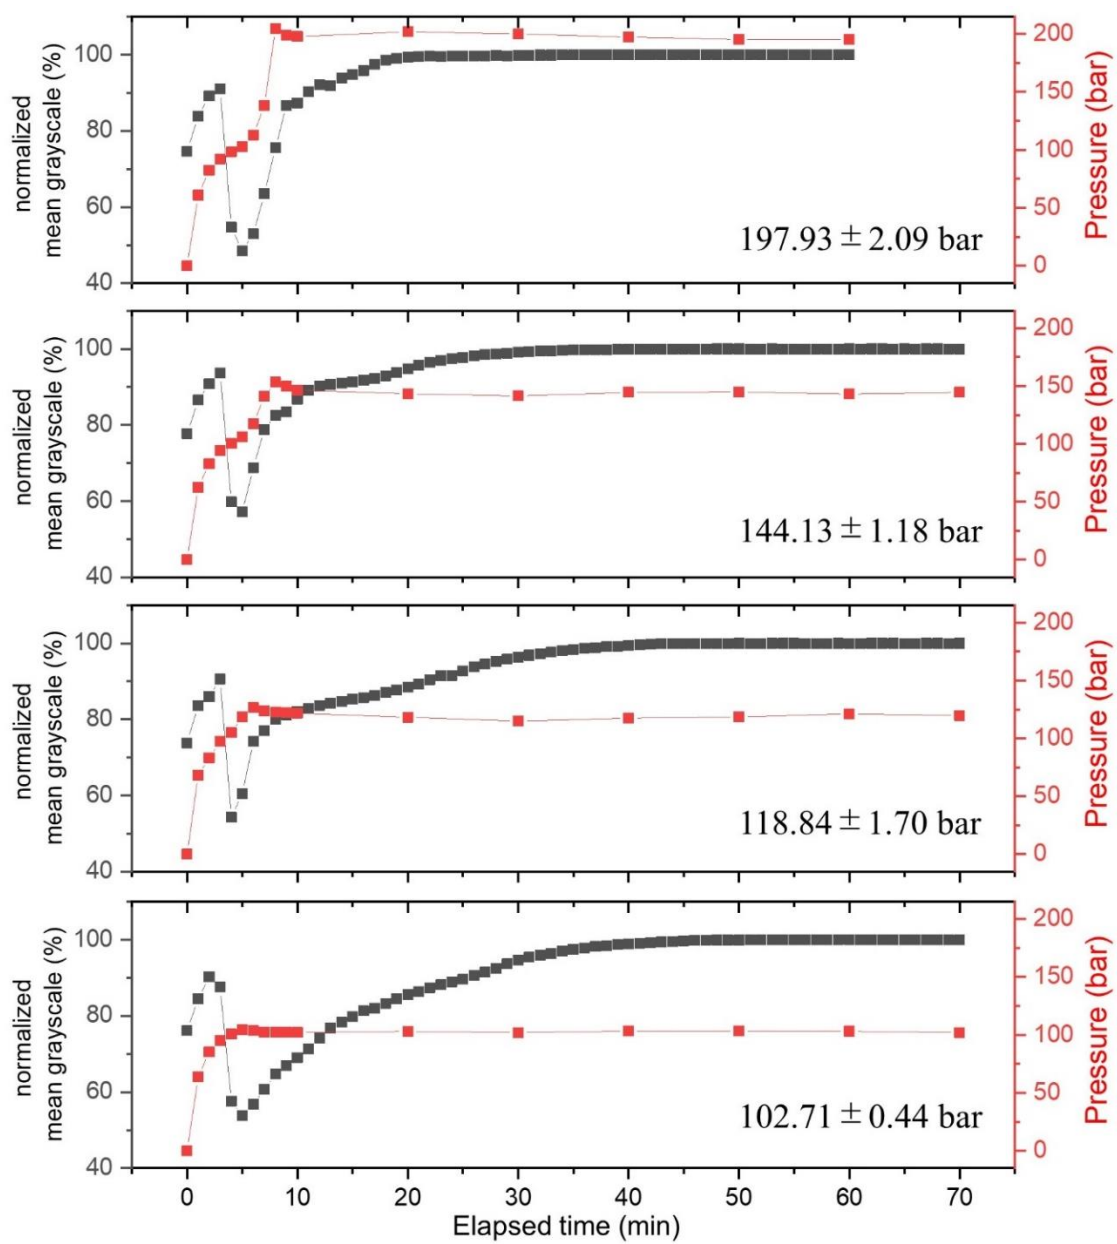 normalized
mean grayscale (%)
100
80
60
40
200
150
100
50
0
Pressure (bar)
197.93 ± 2.09 bar
normalized
mean grayscale (%)
100
80
60
40
200
150
100
50
0
Pressure (bar)
144.13 ± 1.18 bar
normalized
mean grayscale (%)
100
80
60
40
200
150
100
50
0
Pressure (bar)
118.84 ± 1.70 bar
normalized
mean grayscale (%)
100
80
60
40
200
150
100
50
0
Pressure (bar)
102.71 ± 0.44 bar
0 10 20 30 40 50 60 70
Elapsed time (min)